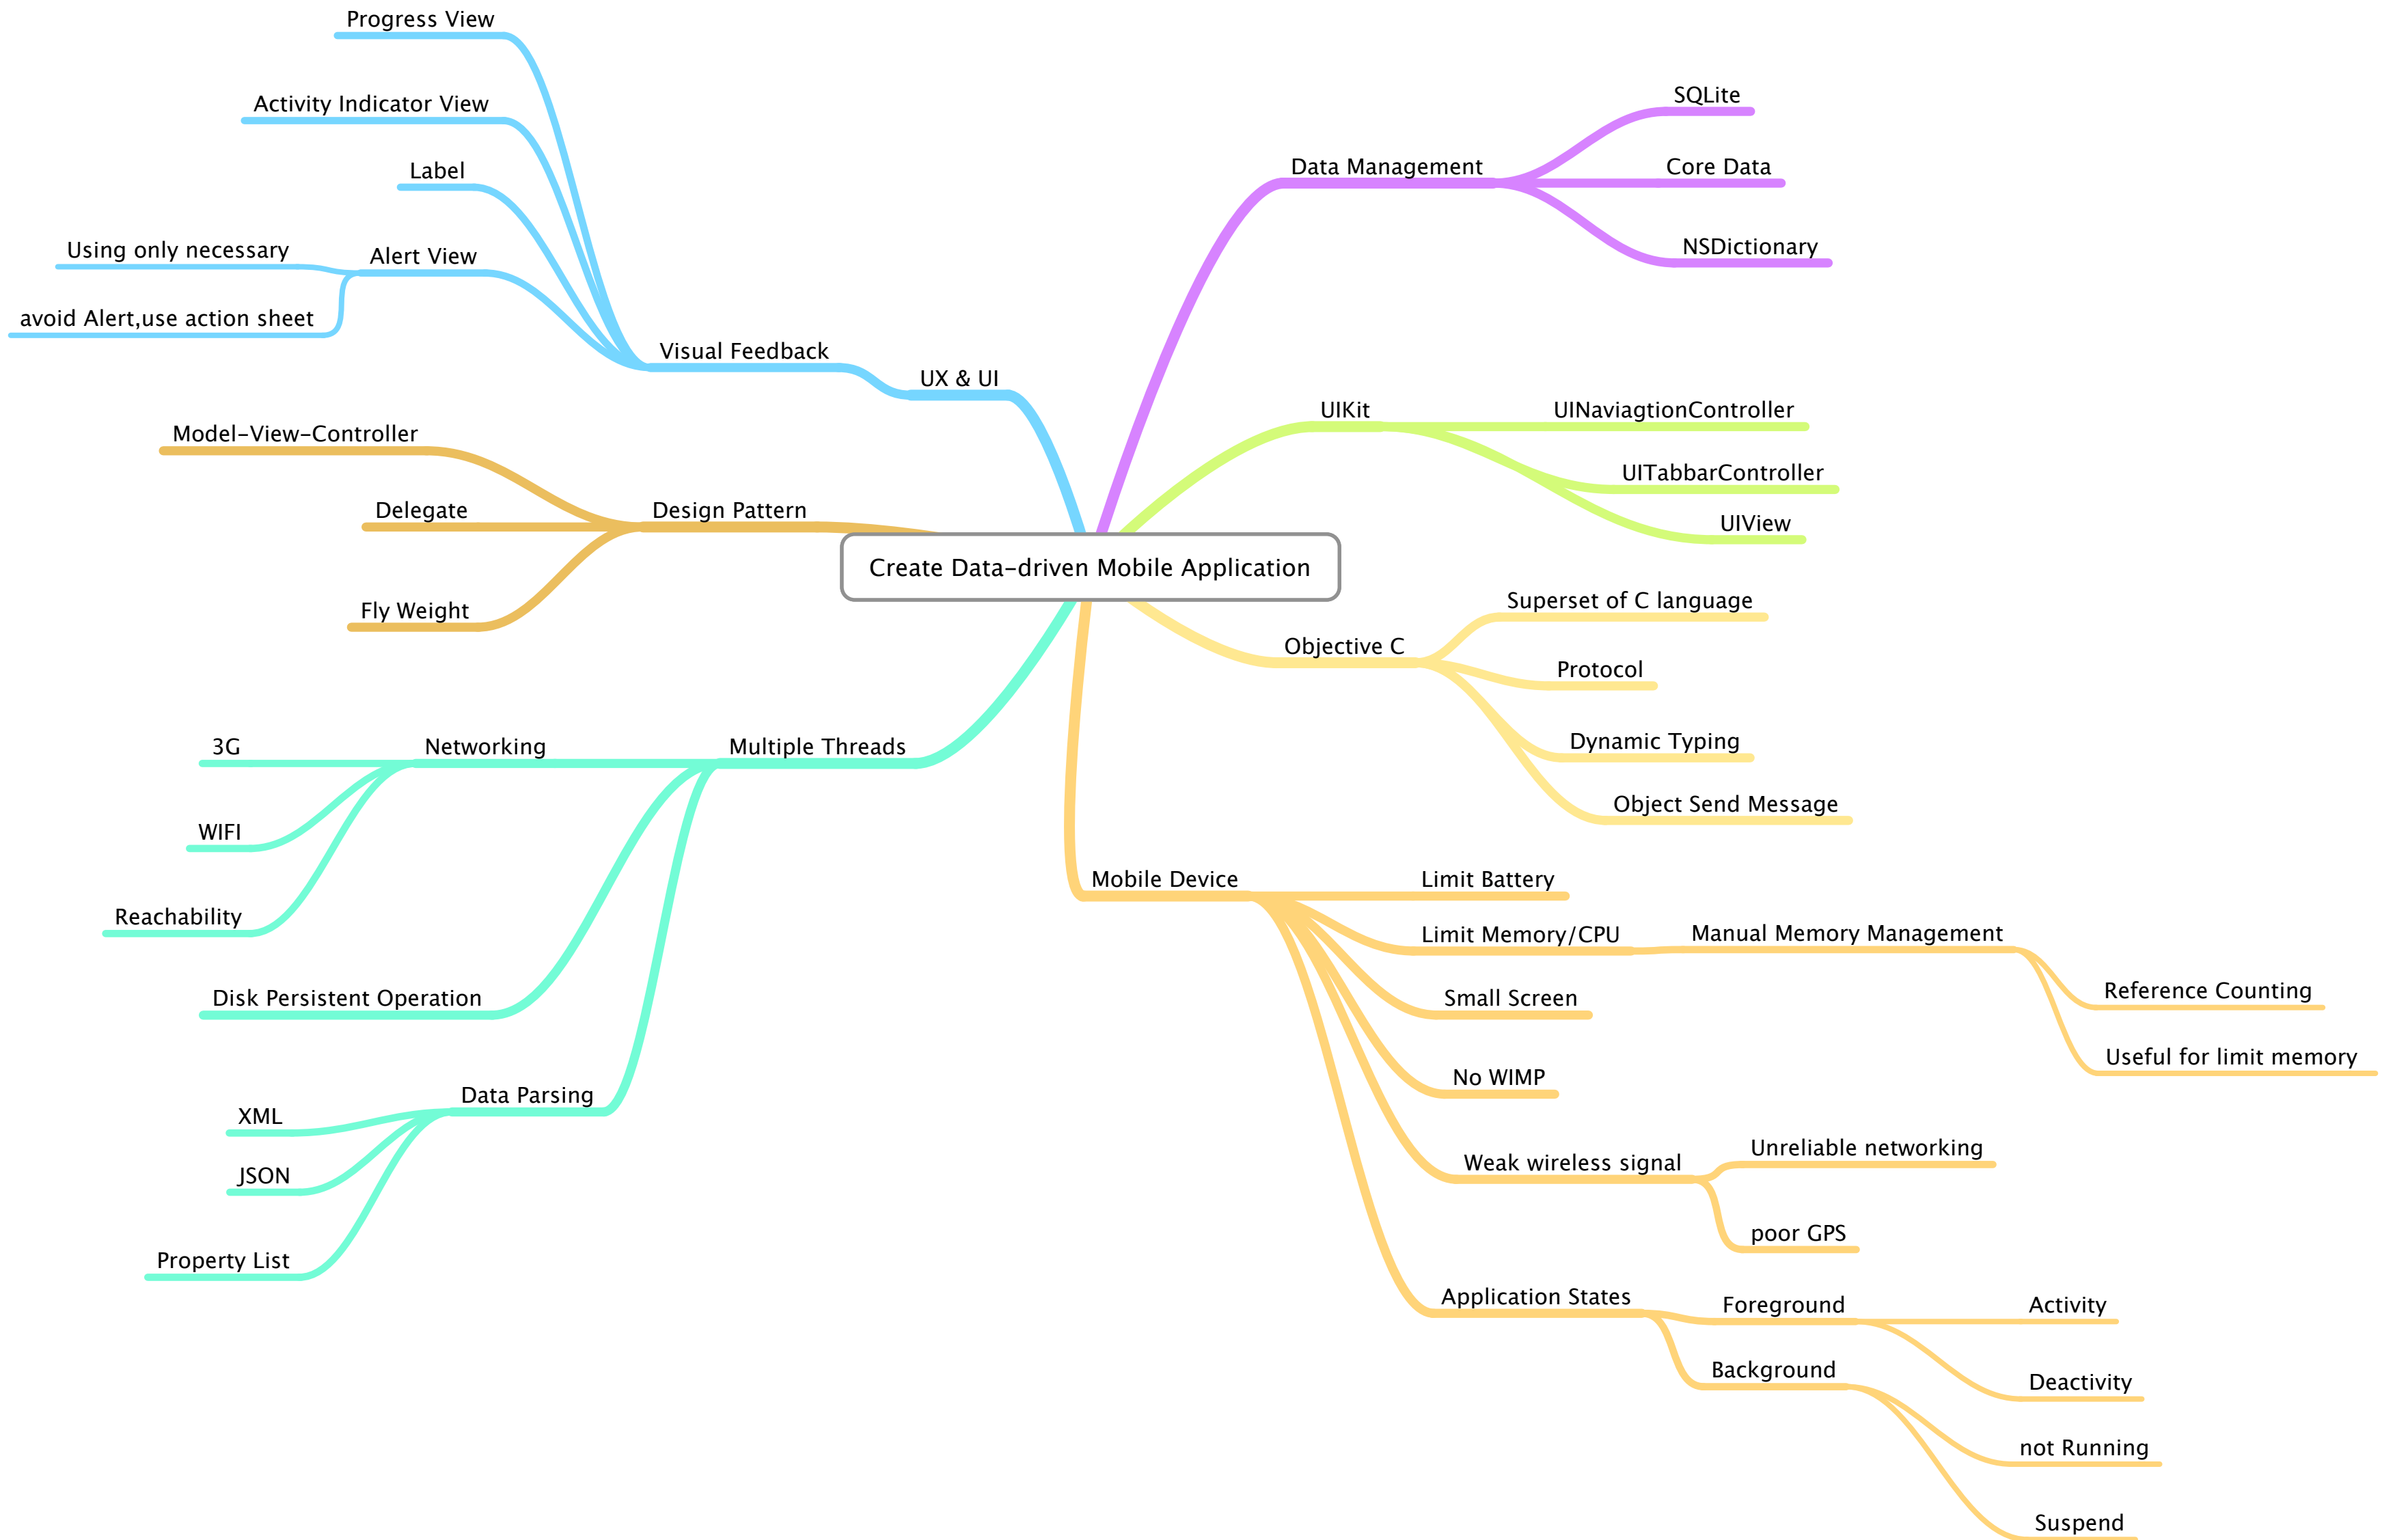 Create Data-driven Mobile Application
UX & UI
Visual Feedback
Progress View
Activity Indicator View
Label
Alert View
Using only necessary
avoid Alert,use action sheet
Design Pattern
Model-View-Controller
Delegate
Fly Weight
Multiple Threads
Networking
3G
WIFI
Reachability
Disk Persistent Operation
Data Parsing
XML
JSON
Property List
Data Management
SQLite
Core Data
NSDictionary
UIKit
UINaviagtionController
UITabbarController
UIView
Objective C
Superset of C language
Protocol
Dynamic Typing
Object Send Message
Mobile Device
Limit Battery
Limit Memory/CPU
Manual Memory Management
Reference Counting
Useful for limit memory
Small Screen
No WIMP
Weak wireless signal
Unreliable networking
poor GPS
Application States
Foreground
Activity
Deactivity
Background
not Running
Suspend